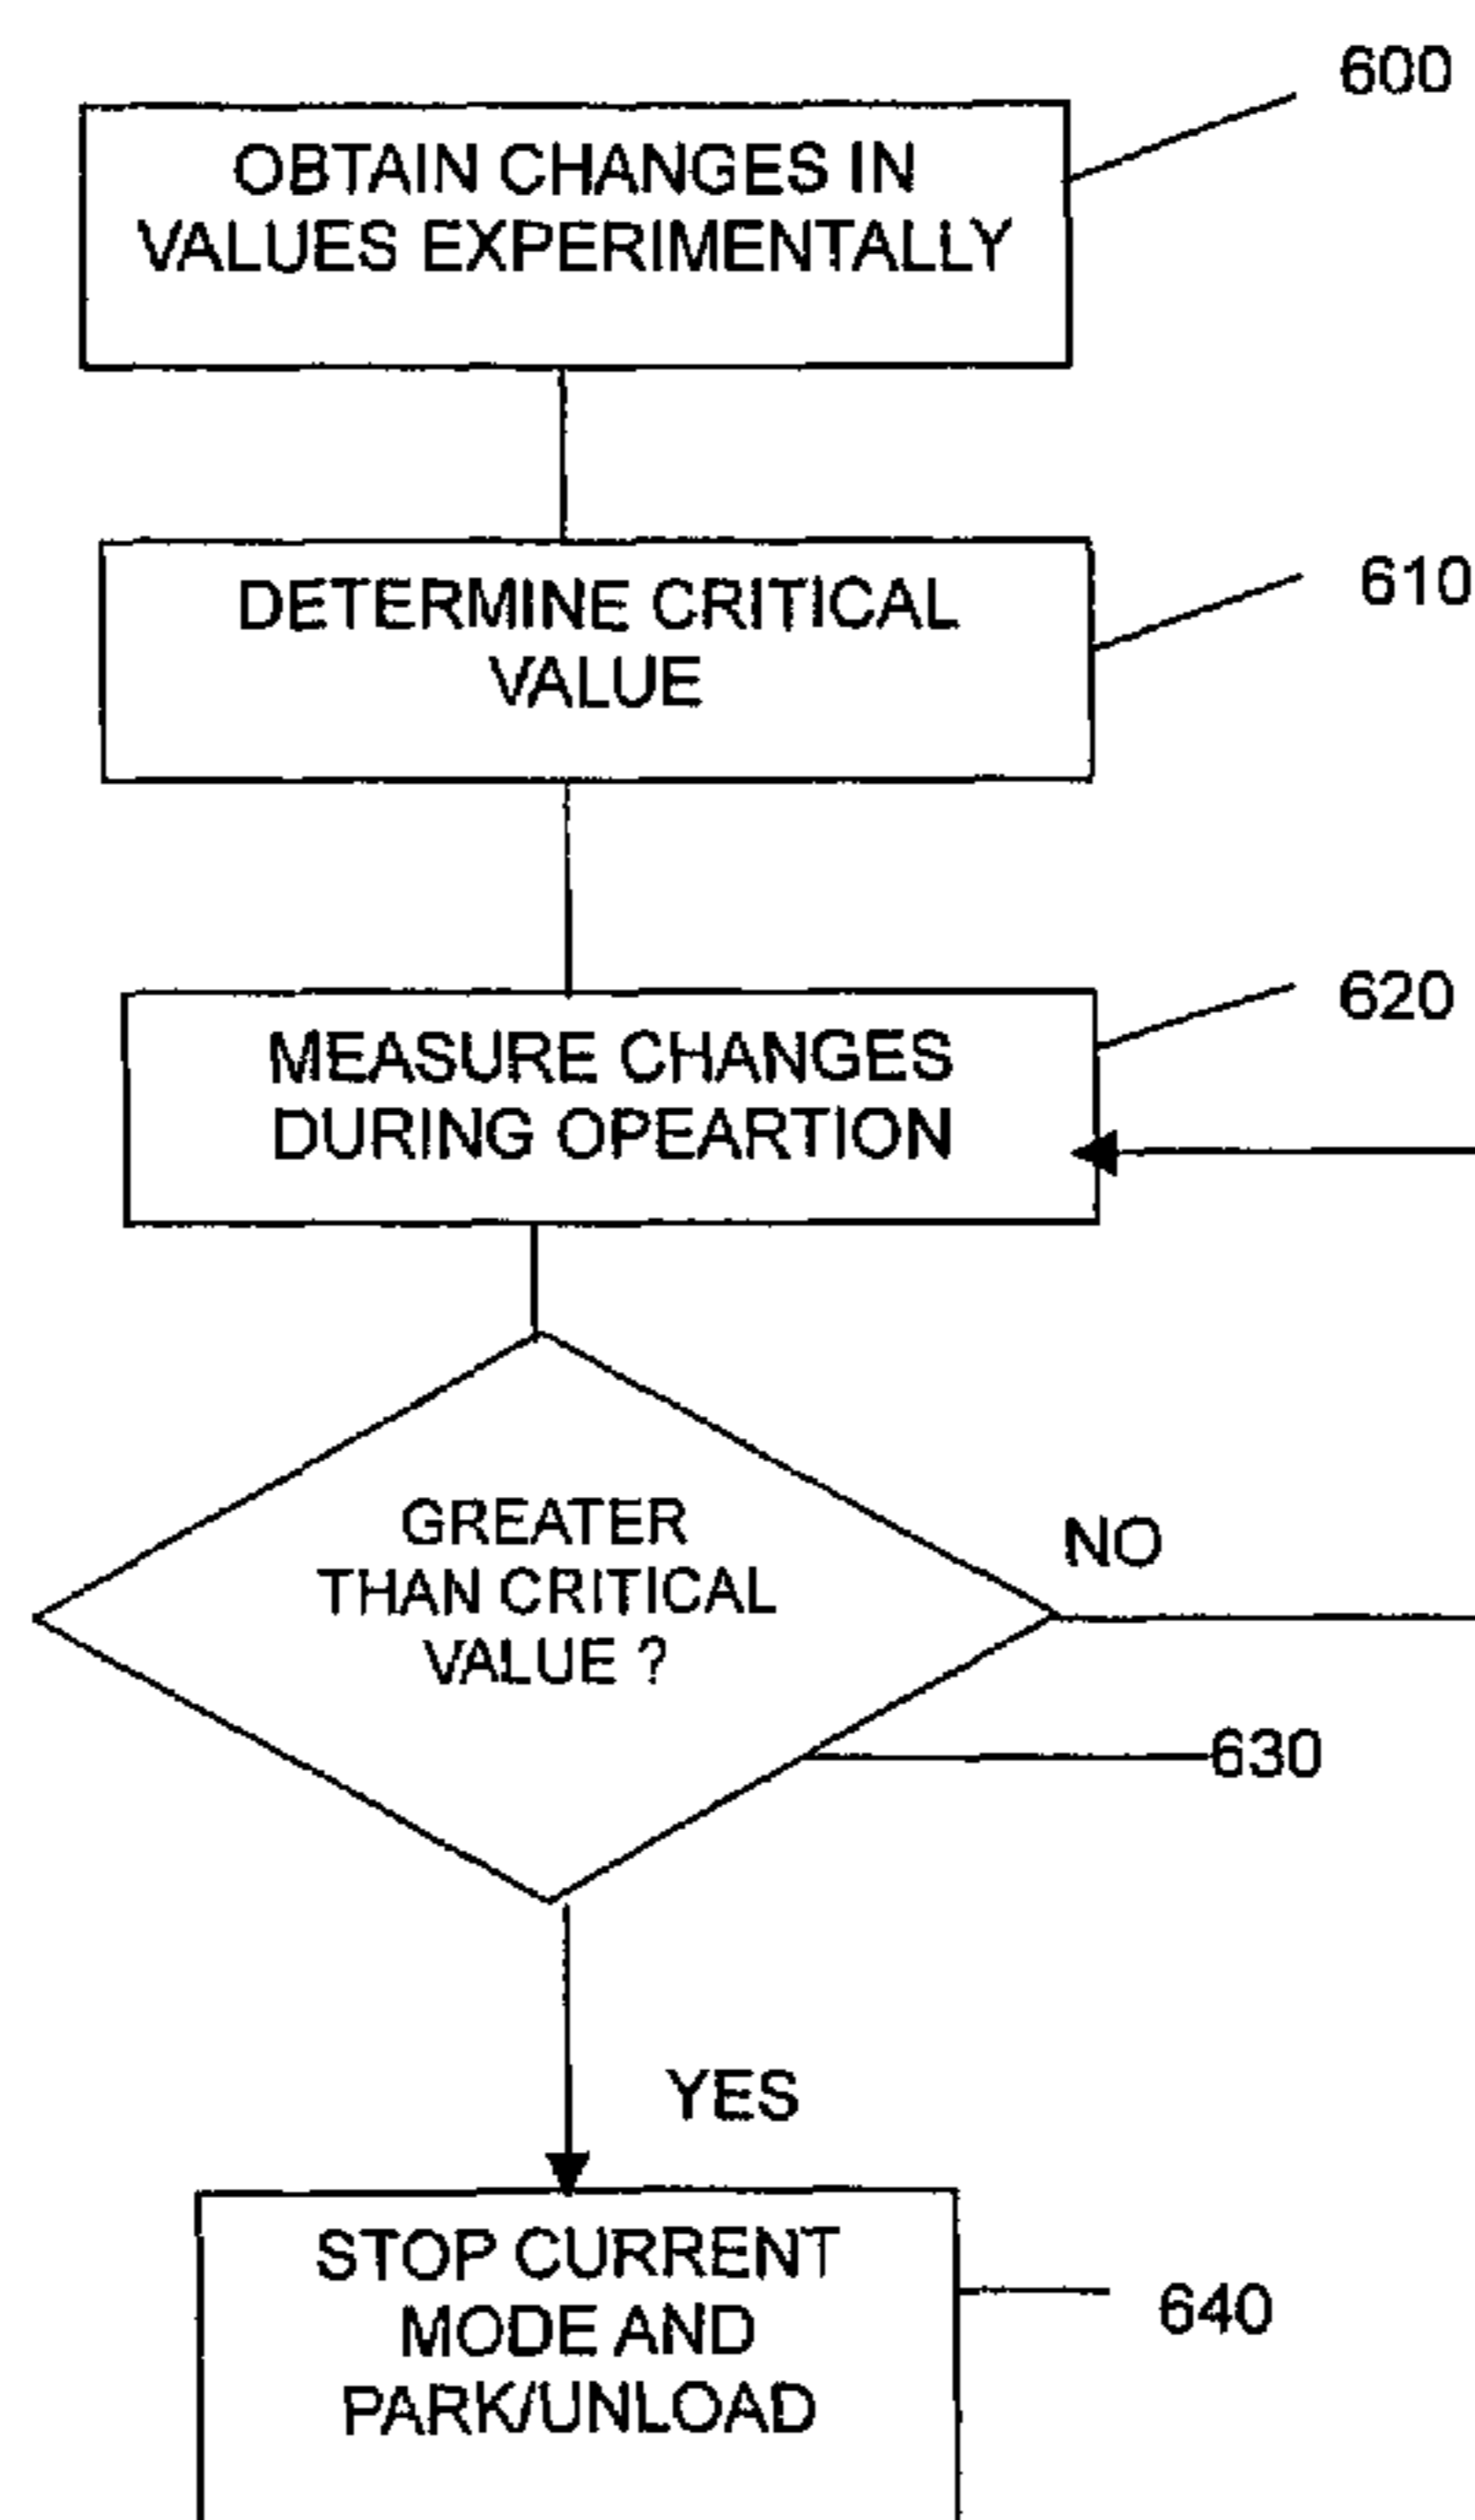 600
OBTAIN CHANGES IN
VALUES EXPERIMENTALLY
610
DETERMINE CRITICAL
VALUE
620
MEASURE CHANGES
DURING OPEARTION
GREATER
THAN CRITICAL
VALUE ?
NO
630
YES
STOP CURRENT
MODE AND
PARK/UNLOAD
640